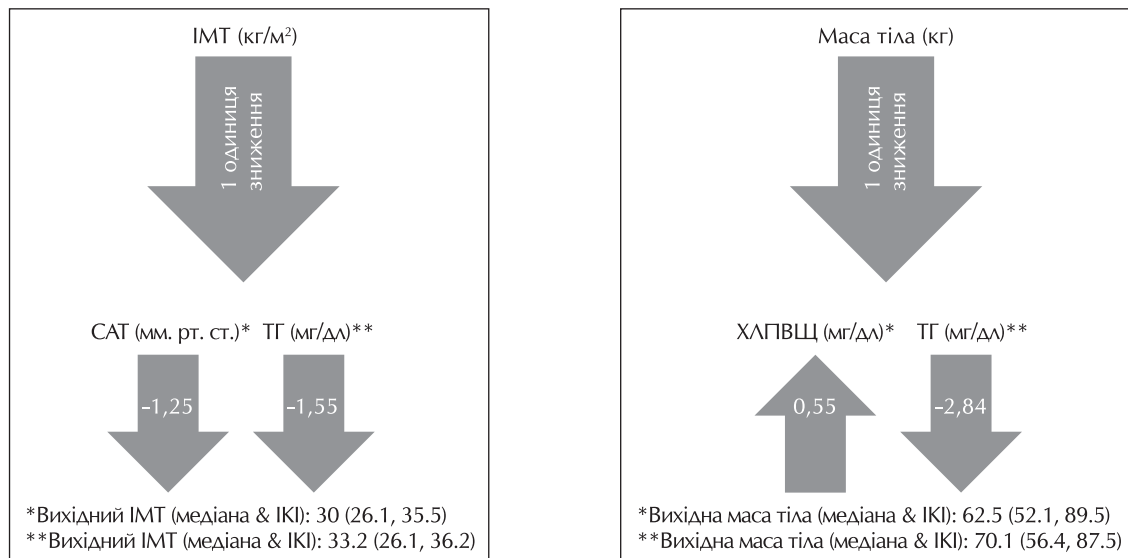 ІМТ (кг/м²)
1 одиниця
зниження
САТ (мм. рт. ст.)* ТГ (мг/дл)**
-1,25 -1,55
*Вихідний ІМТ (медіана & ІКІ): 30 (26.1, 35.5)
**Вихідний ІМТ (медіана & ІКІ): 33.2 (26.1, 36.2)
Маса тіла (кг)
1 одиниця
зниження
ХЛПВЩ (мг/дл)* ТГ (мг/дл)**
0,55 -2,84
*Вихідна маса тіла (медіана & ІКІ): 62.5 (52.1, 89.5)
**Вихідна маса тіла (медіана & ІКІ): 70.1 (56.4, 87.5)